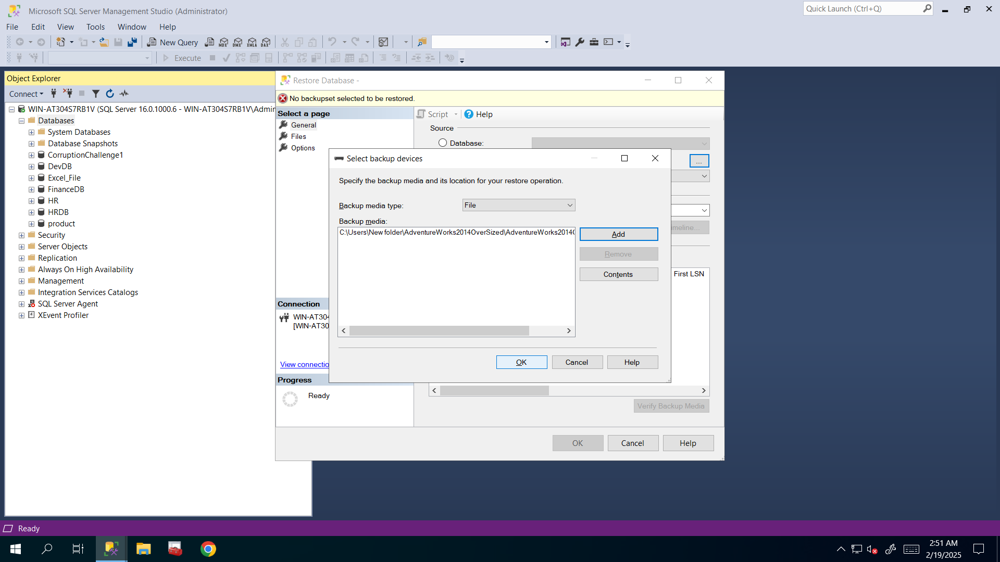 Microsoft SQL Server Management Studio (Administrator)
Quick Launch (Ctrl+Q)
File Edit View Tools Window Help
New Query
MDX DMX XMLA DAX
Execute
Object Explorer
Connect
WIN-AT304S7RB1V (SQL Server 16.0.1000.6 - WIN-AT304S7RB1V\Admin
Databases
System Databases
Database Snapshots
CorruptionChallenge1
DevDB
Excel_File
FinanceDB
HR
HRDB
product
Security
Server Objects
Replication
Always On High Availability
Management
Integration Services Catalogs
SQL Server Agent
XEvent Profiler
Restore Database -
No backupset selected to be restored.
Select a page
General
Files
Options
Script
Help
Source
Database:
...
imeline...
First LSN
Connection
WIN-AT304
[WIN-AT30
View connectio
Progress
Ready
Verify Backup Media
OK Cancel Help
Select backup devices
Specify the backup media and its location for your restore operation.
Backup media type:
File
Backup media:
C:\Users\New folder\AdventureWorks2014OverSized\AdventureWorks2014
Add
Remove
Contents
OK Cancel Help
Ready
2:51 AM
2/19/2025